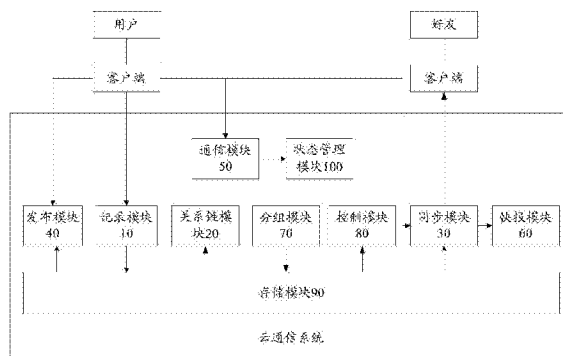 用户
好友
客户端
客户端
通信模块
50
状态管理
模块100
发布模块
40
记录模块
10
关系链模
块20
分组模块
70
控制模块
80
同步模块
30
快报模块
60
存储模块90
云通信系统